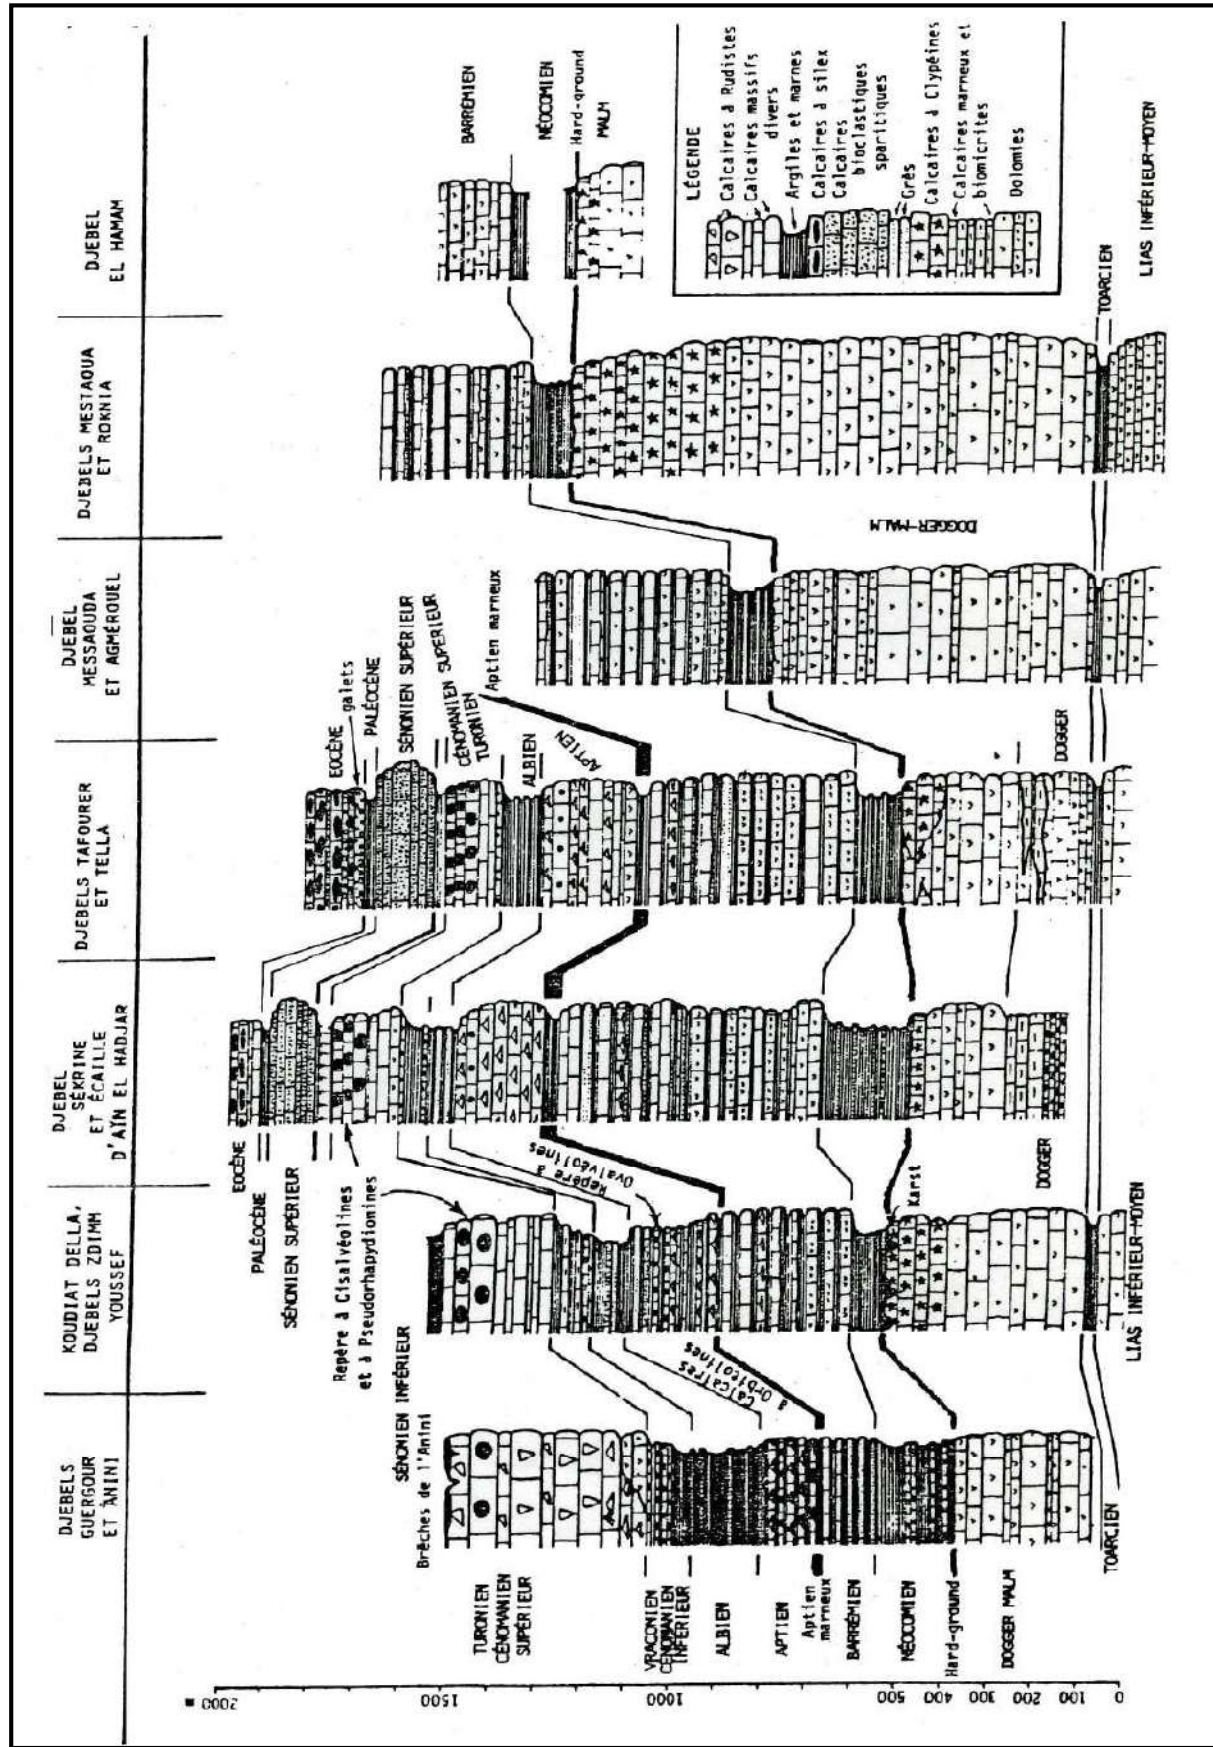 DJEBELS
GUERGOUR
ET ÀNINI
KOUDIAT DELLA,
DJEBELS ZDIMM
YOUSSEF
DJEBEL
SÉKRINE
ET ÉCAILLE
D'AÏN EL HADJAR
DJEBELS TAFOURER
ET TELLA
DJEBEL
MESSAOUDA
ET AGMÉROUEL
DJEBELS MESTAQUA
ET ROKNIA
DJEBEL
EL HAMAM
2000 m
1500
1000
500
400
300
200
100
0
TURONIEN
CÉNOMANIEN
SUPÉRIEUR
VRACONIEN
CÉNOMANIEN
INFÉRIEUR
ALBIEN
APTIEN
Aptien
marneux
BARRÉMIEN
NÉOCOMIEN
Hard-ground
DOGGER MALM
TOARCIEN
SÉNONIEN INFÉRIEUR
Brèches de l'Anini
Calcaires
à Orbitolines
Repère à Cisalvéolines
et à Pseudorhapydionines
Repère à
Ovalvéolines
Karst
LIAS INFÉRIEUR-MOYEN
EOCÈNE
PALÉOCÈNE
SÉNONIEN SUPÉRIEUR
DOGGER
EOCÈNE
galets
PALÉOCÈNE
SÉNONIEN SUPÉRIEUR
CÉNOMANIEN SUPÉRIEUR
TURONIEN
ALBIEN
APTIEN
Aptien marneux
DOGGER
DOGGER-MALM
BARRÉMIEN
NÉOCOMIEN
Hard-ground
MALM
TOARCIEN
LIAS INFÉRIEUR-MOYEN
LÉGENDE
Calcaires à Rudistes
Calcaires massifs
divers
Argiles et marnes
Calcaires à silex
Calcaires
bioclastiques
sparitiques
Grès
Calcaires à Clypéines
Calcaires marneux et
biomicrites
Dolomies